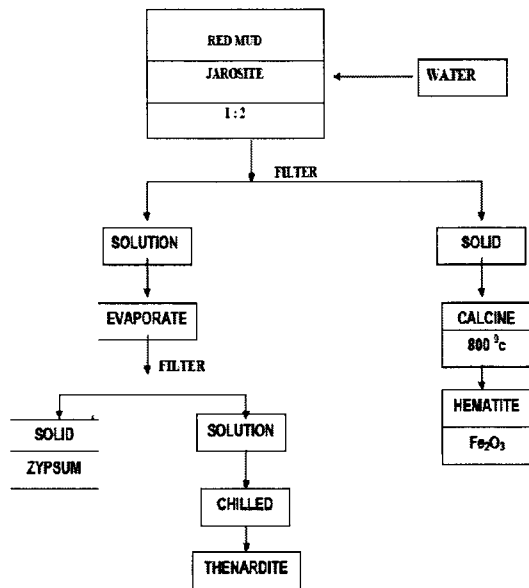 RED MUD
JAROSITE
1 : 2
WATER
FILTER
SOLUTION
SOLID
EVAPORATE
CALCINE
800 ⁰c
FILTER
HEMATITE
Fe₂O₃
SOLID
ZYPSUM
SOLUTION
CHILLED
THENARDITE